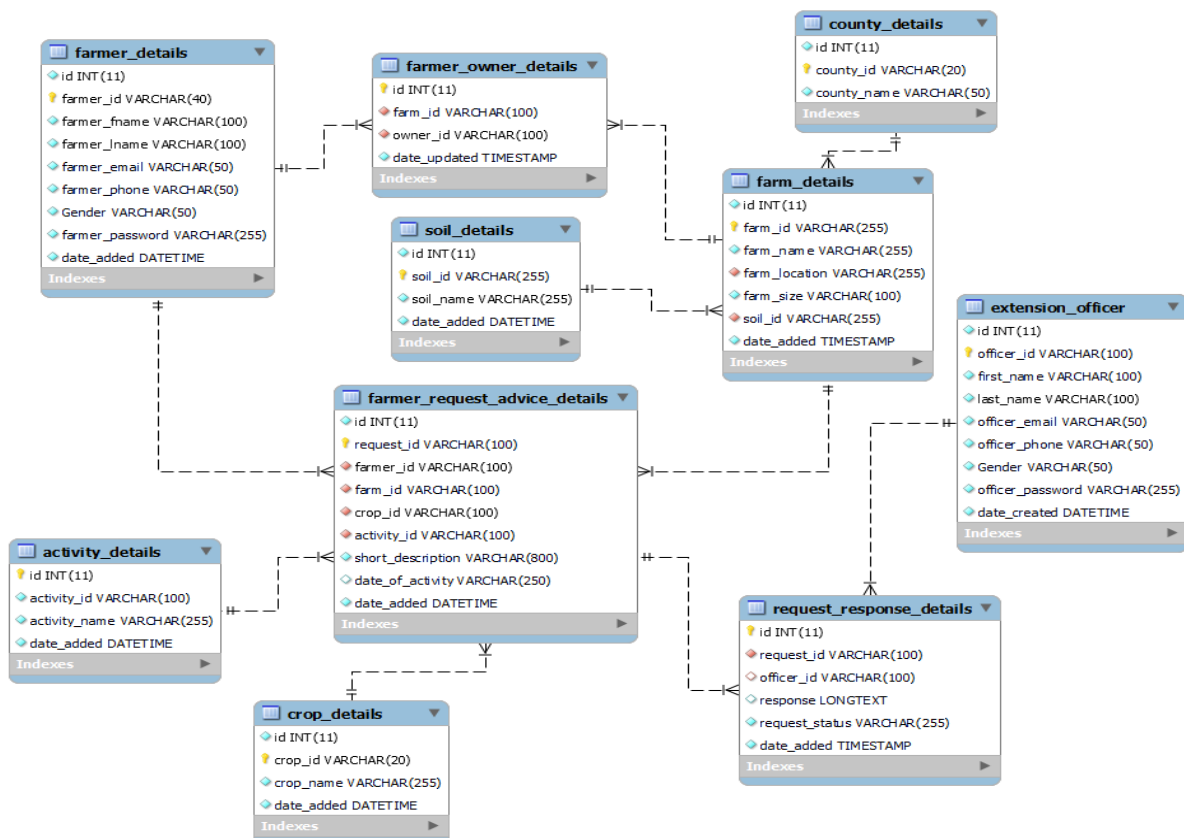 farmer_details
id INT(11)
farmer_id VARCHAR(40)
farmer_fname VARCHAR(100)
farmer_lname VARCHAR(100)
farmer_email VARCHAR(50)
farmer_phone VARCHAR(50)
Gender VARCHAR(50)
farmer_password VARCHAR(255)
date_added DATETIME
Indexes
farmer_owner_details
id INT(11)
farm_id VARCHAR(100)
owner_id VARCHAR(100)
date_updated TIMESTAMP
Indexes
county_details
id INT(11)
county_id VARCHAR(20)
county_name VARCHAR(50)
Indexes
soil_details
id INT(11)
soil_id VARCHAR(255)
soil_name VARCHAR(255)
date_added DATETIME
Indexes
farm_details
id INT(11)
farm_id VARCHAR(255)
farm_name VARCHAR(255)
farm_location VARCHAR(255)
farm_size VARCHAR(100)
soil_id VARCHAR(255)
date_added TIMESTAMP
Indexes
extension_officer
id INT(11)
officer_id VARCHAR(100)
first_name VARCHAR(100)
last_name VARCHAR(100)
officer_email VARCHAR(50)
officer_phone VARCHAR(50)
Gender VARCHAR(50)
officer_password VARCHAR(255)
date_created DATETIME
Indexes
farmer_request_advice_details
id INT(11)
request_id VARCHAR(100)
farmer_id VARCHAR(100)
farm_id VARCHAR(100)
crop_id VARCHAR(100)
activity_id VARCHAR(100)
short_description VARCHAR(800)
date_of_activity VARCHAR(250)
date_added DATETIME
Indexes
activity_details
id INT(11)
activity_id VARCHAR(100)
activity_name VARCHAR(255)
date_added DATETIME
Indexes
request_response_details
id INT(11)
request_id VARCHAR(100)
officer_id VARCHAR(100)
response LONGTEXT
request_status VARCHAR(255)
date_added TIMESTAMP
Indexes
crop_details
id INT(11)
crop_id VARCHAR(20)
crop_name VARCHAR(255)
date_added DATETIME
Indexes